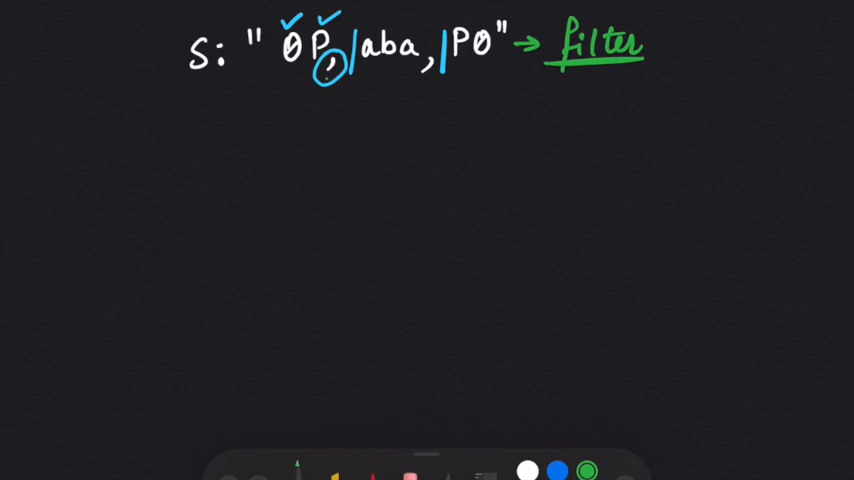 S: " 0P, aba, P0" → filter